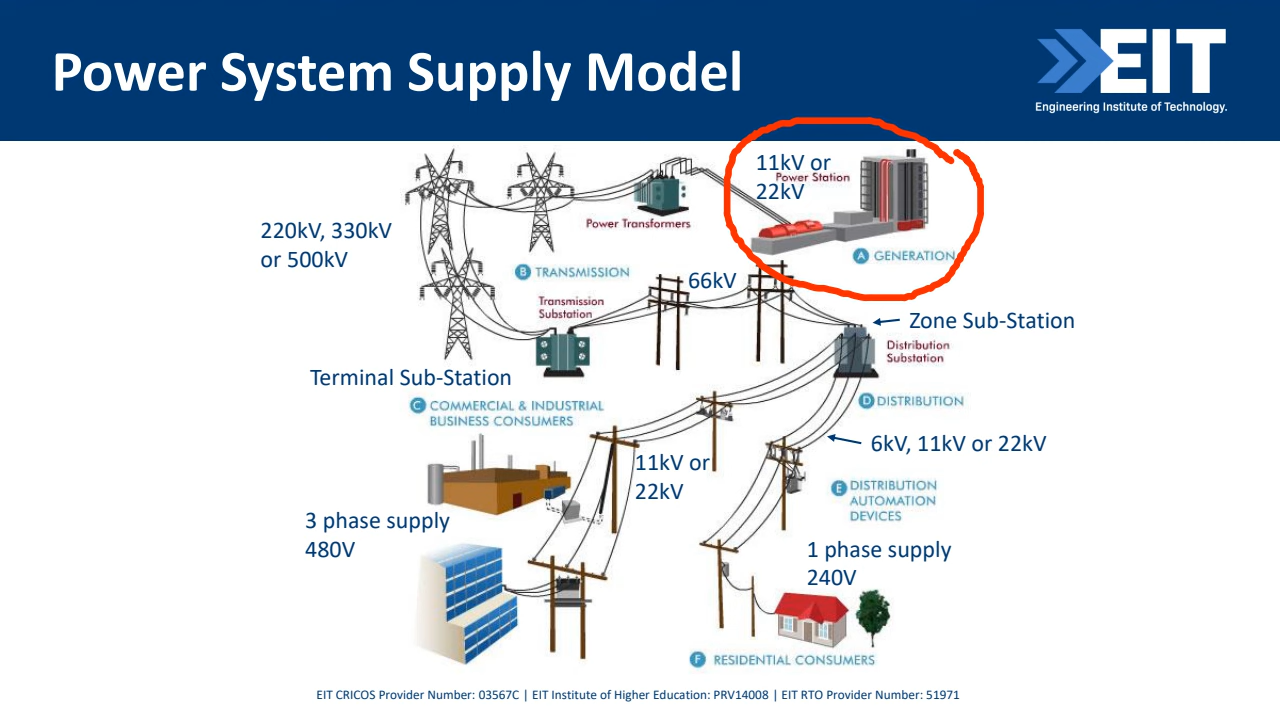 Power System Supply Model
EIT
Engineering Institute of Technology.
11kV or
22kV
Power Station
A GENERATION
Power Transformers
220kV, 330kV
or 500kV
B TRANSMISSION
66kV
Transmission
Substation
Zone Sub-Station
Distribution
Substation
Terminal Sub-Station
C COMMERCIAL & INDUSTRIAL
BUSINESS CONSUMERS
D DISTRIBUTION
6kV, 11kV or 22kV
11kV or
22kV
E DISTRIBUTION
AUTOMATION
DEVICES
3 phase supply
480V
1 phase supply
240V
F RESIDENTIAL CONSUMERS
EIT CRICOS Provider Number: 03567C | EIT Institute of Higher Education: PRV14008 | EIT RTO Provider Number: 51971